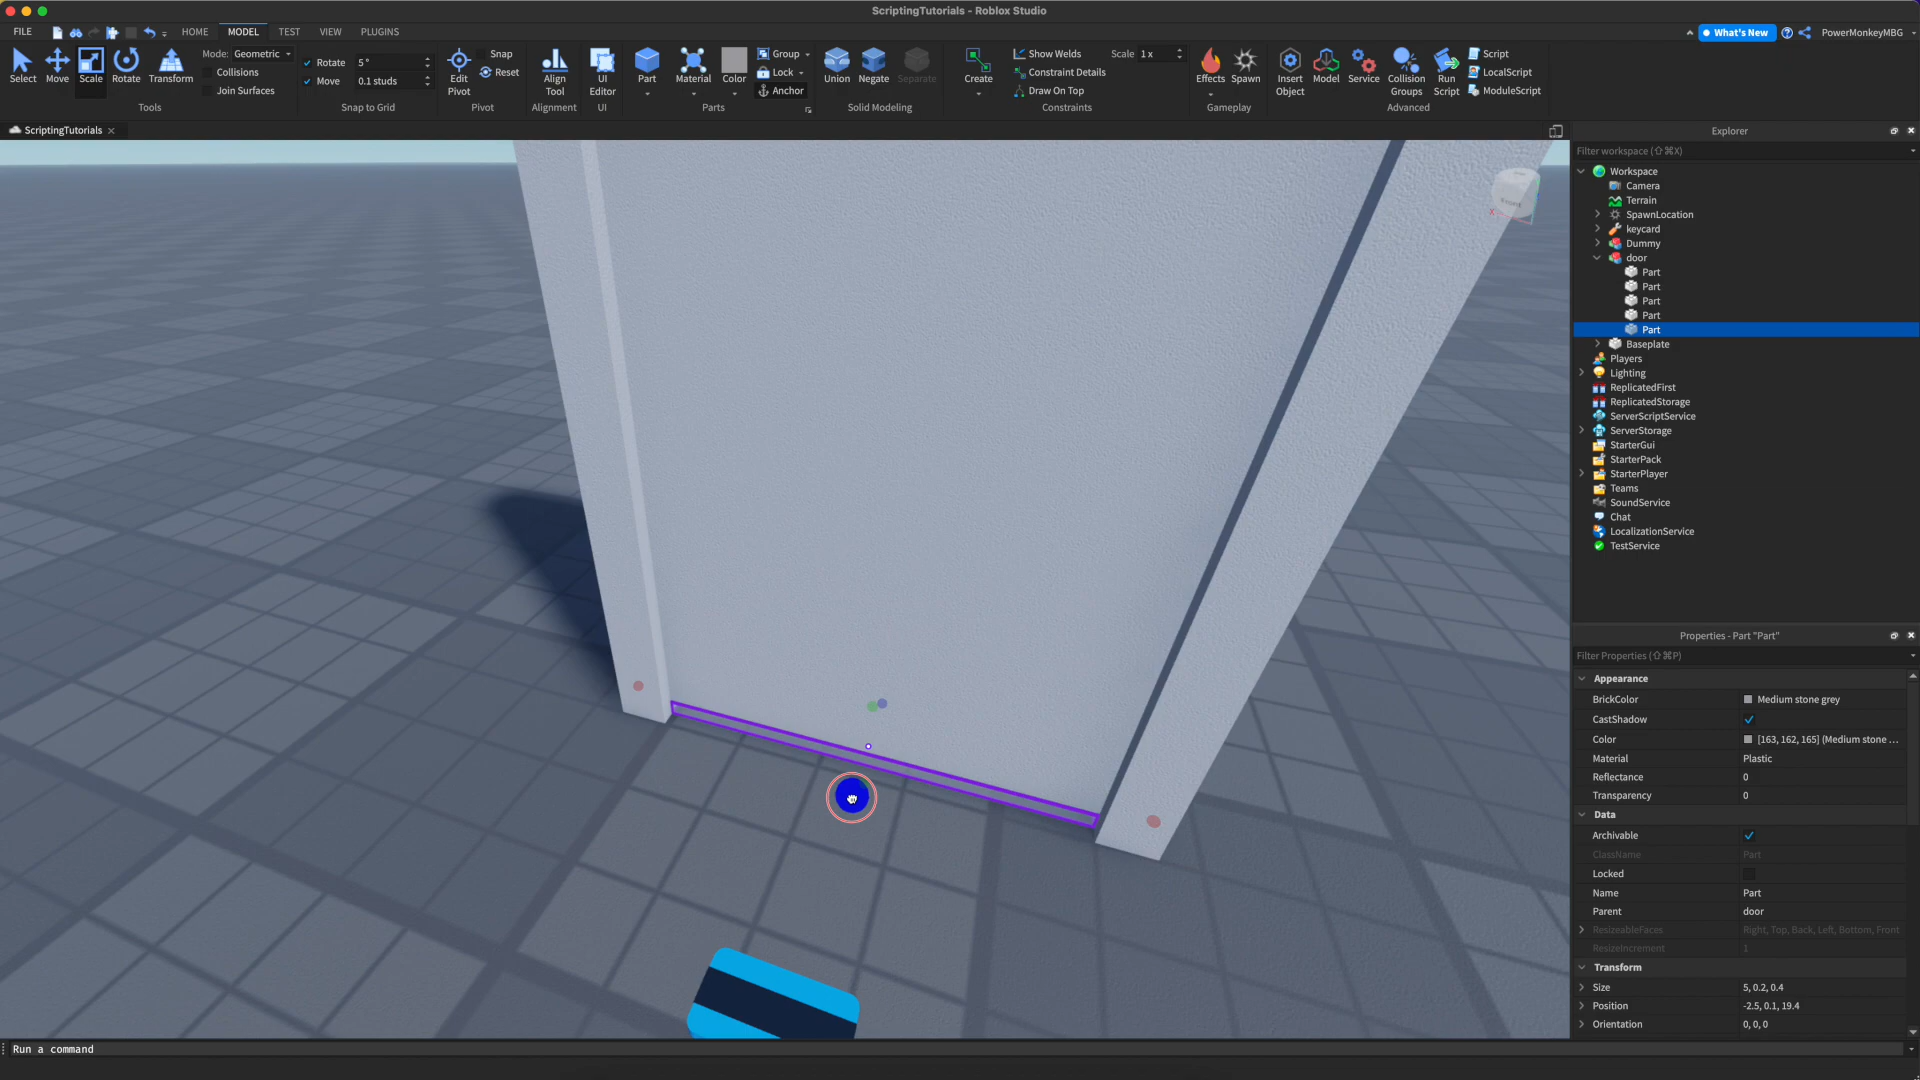 ScriptingTutorials - Roblox Studio
FILE
HOME
MODEL
TEST
VIEW
PLUGINS
What's New
PowerMonkeyMBG
Select
Move
Scale
Rotate
Transform
Mode: Geometric
Collisions
Join Surfaces
Tools
Rotate 5 °
Move 0.1 studs
Snap to Grid
Edit Pivot
Snap
Reset
Pivot
Align Tool
Alignment
UI Editor
UI
Part
Material
Color
Group
Lock
Anchor
Parts
Union
Negate
Separate
Solid Modeling
Create
Show Welds
Scale 1 x
Constraint Details
Draw On Top
Constraints
Effects
Spawn
Gameplay
Insert Object
Model
Service
Collision Groups
Run Script
Script
LocalScript
ModuleScript
Advanced
ScriptingTutorials
Explorer
Filter workspace (⇧⌘X)
Workspace
Camera
Terrain
SpawnLocation
keycard
Dummy
door
Part
Part
Part
Part
Part
Baseplate
Players
Lighting
ReplicatedFirst
ReplicatedStorage
ServerScriptService
ServerStorage
StarterGui
StarterPack
StarterPlayer
Teams
SoundService
Chat
LocalizationService
TestService
X
Properties - Part "Part"
Filter Properties (⇧⌘P)
Appearance
BrickColor Medium stone grey
CastShadow
Color [163, 162, 165] (Medium stone ...
Material Plastic
Reflectance 0
Transparency 0
Data
Archivable
ClassName Part
Locked
Name Part
Parent door
ResizeableFaces Right, Top, Back, Left, Bottom, Front
ResizeIncrement 1
Transform
Size 5, 0.2, 0.4
Position -2.5, 0.1, 19.4
Orientation 0, 0, 0
Run a command